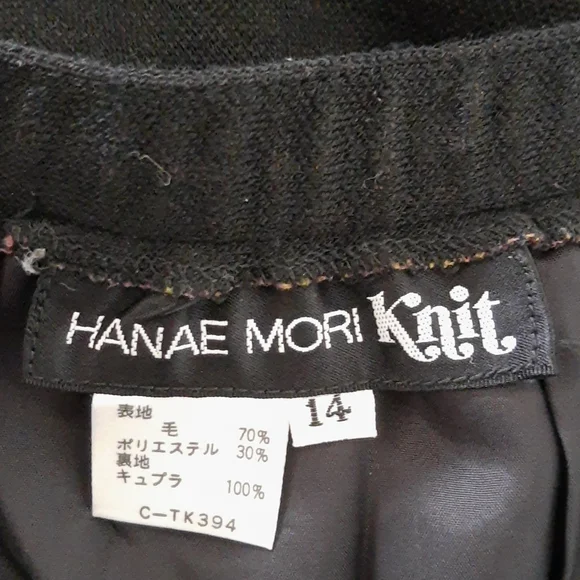 HANAE MORI Knit
14
表地
毛 70%
ポリエステル 30%
裏地
キュプラ 100%
C-TK394